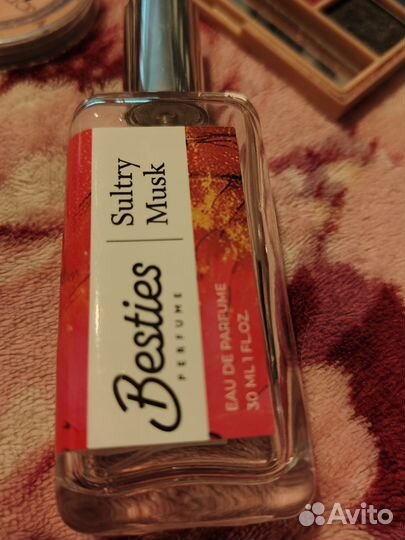 Besties
PERFUME
Sultry
Musk
EAU DE PARFUME
30 ML 1 FL.OZ
Avito